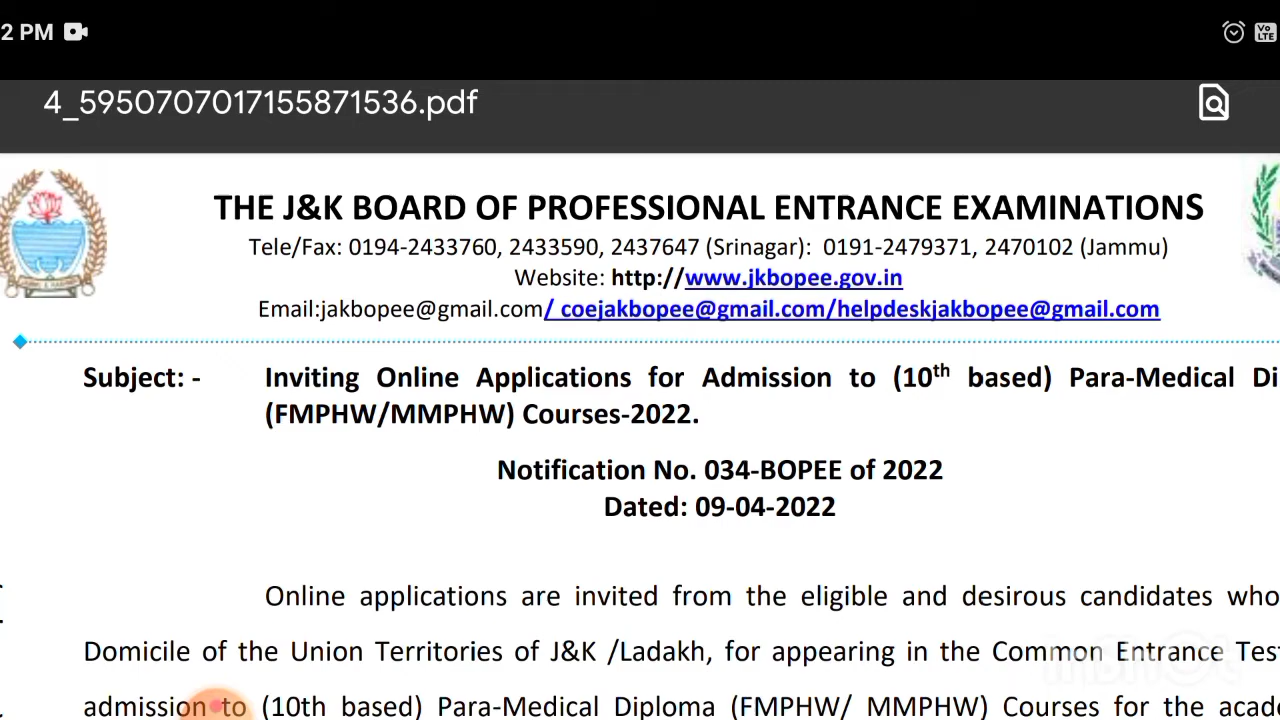 2 PM
4_5950707017155871536.pdf
THE J&K BOARD OF PROFESSIONAL ENTRANCE EXAMINATIONS
Tele/Fax: 0194-2433760, 2433590, 2437647 (Srinagar): 0191-2479371, 2470102 (Jammu)
Website: http://www.jkbopee.gov.in
Email:jakbopee@gmail.com/ coejakbopee@gmail.com/helpdeskjakbopee@gmail.com
Subject: - Inviting Online Applications for Admission to (10th based) Para-Medical Di
(FMPHW/MMPHW) Courses-2022.
Notification No. 034-BOPEE of 2022
Dated: 09-04-2022
Online applications are invited from the eligible and desirous candidates who
Domicile of the Union Territories of J&K /Ladakh, for appearing in the Common Entrance Tes
admission to (10th based) Para-Medical Diploma (FMPHW/ MMPHW) Courses for the acad